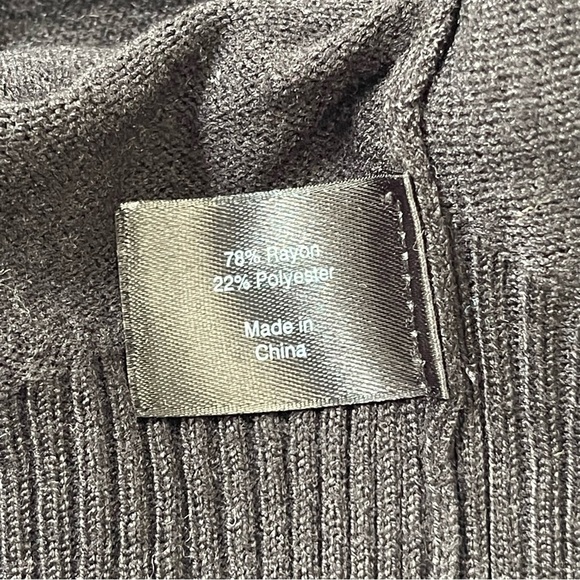 78% Rayon
22% Polyester
Made in
China